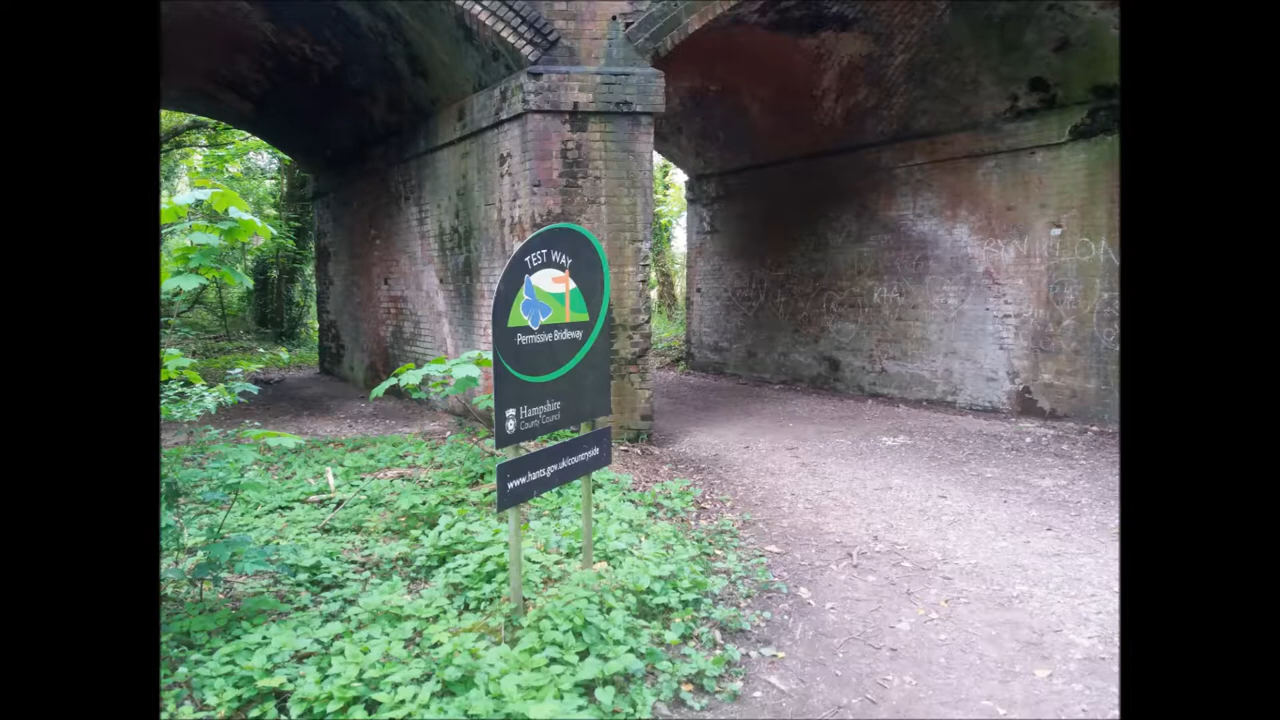 TEST WAY
Permissive Bridleway
Hampshire
County Council
www.hants.gov.uk/countryside